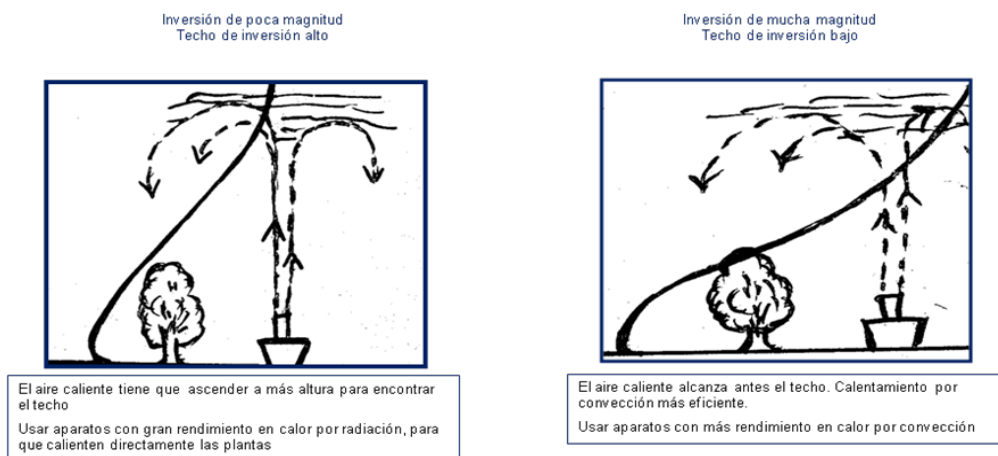 Inversión de poca magnitud
Techo de inversión alto
Inversión de mucha magnitud
Techo de inversión bajo
El aire caliente tiene que ascender a más altura para encontrar
el techo
Usar aparatos con gran rendimiento en calor por radiación, para
que calienten directamente las plantas
El aire caliente alcanza antes el techo. Calentamiento por
convección más eficiente.
Usar aparatos con más rendimiento en calor por convección